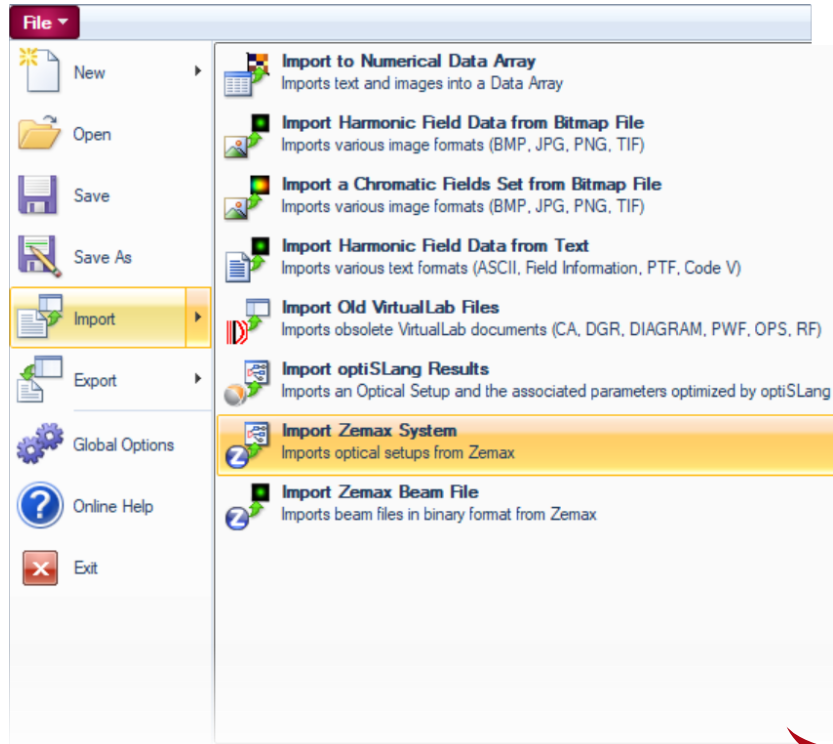 File
New
Open
Save
Save As
Import
Export
Global Options
Online Help
Exit
Import to Numerical Data Array
Imports text and images into a Data Array
Import Harmonic Field Data from Bitmap File
Imports various image formats (BMP, JPG, PNG, TIF)
Import a Chromatic Fields Set from Bitmap File
Imports various image formats (BMP, JPG, PNG, TIF)
Import Harmonic Field Data from Text
Imports various text formats (ASCII, Field Information, PTF, Code V)
Import Old VirtualLab Files
Imports obsolete VirtualLab documents (CA, DGR, DIAGRAM, PWF, OPS, RF)
Import optiSLang Results
Imports an Optical Setup and the associated parameters optimized by optiSLang
Import Zemax System
Imports optical setups from Zemax
Import Zemax Beam File
Imports beam files in binary format from Zemax